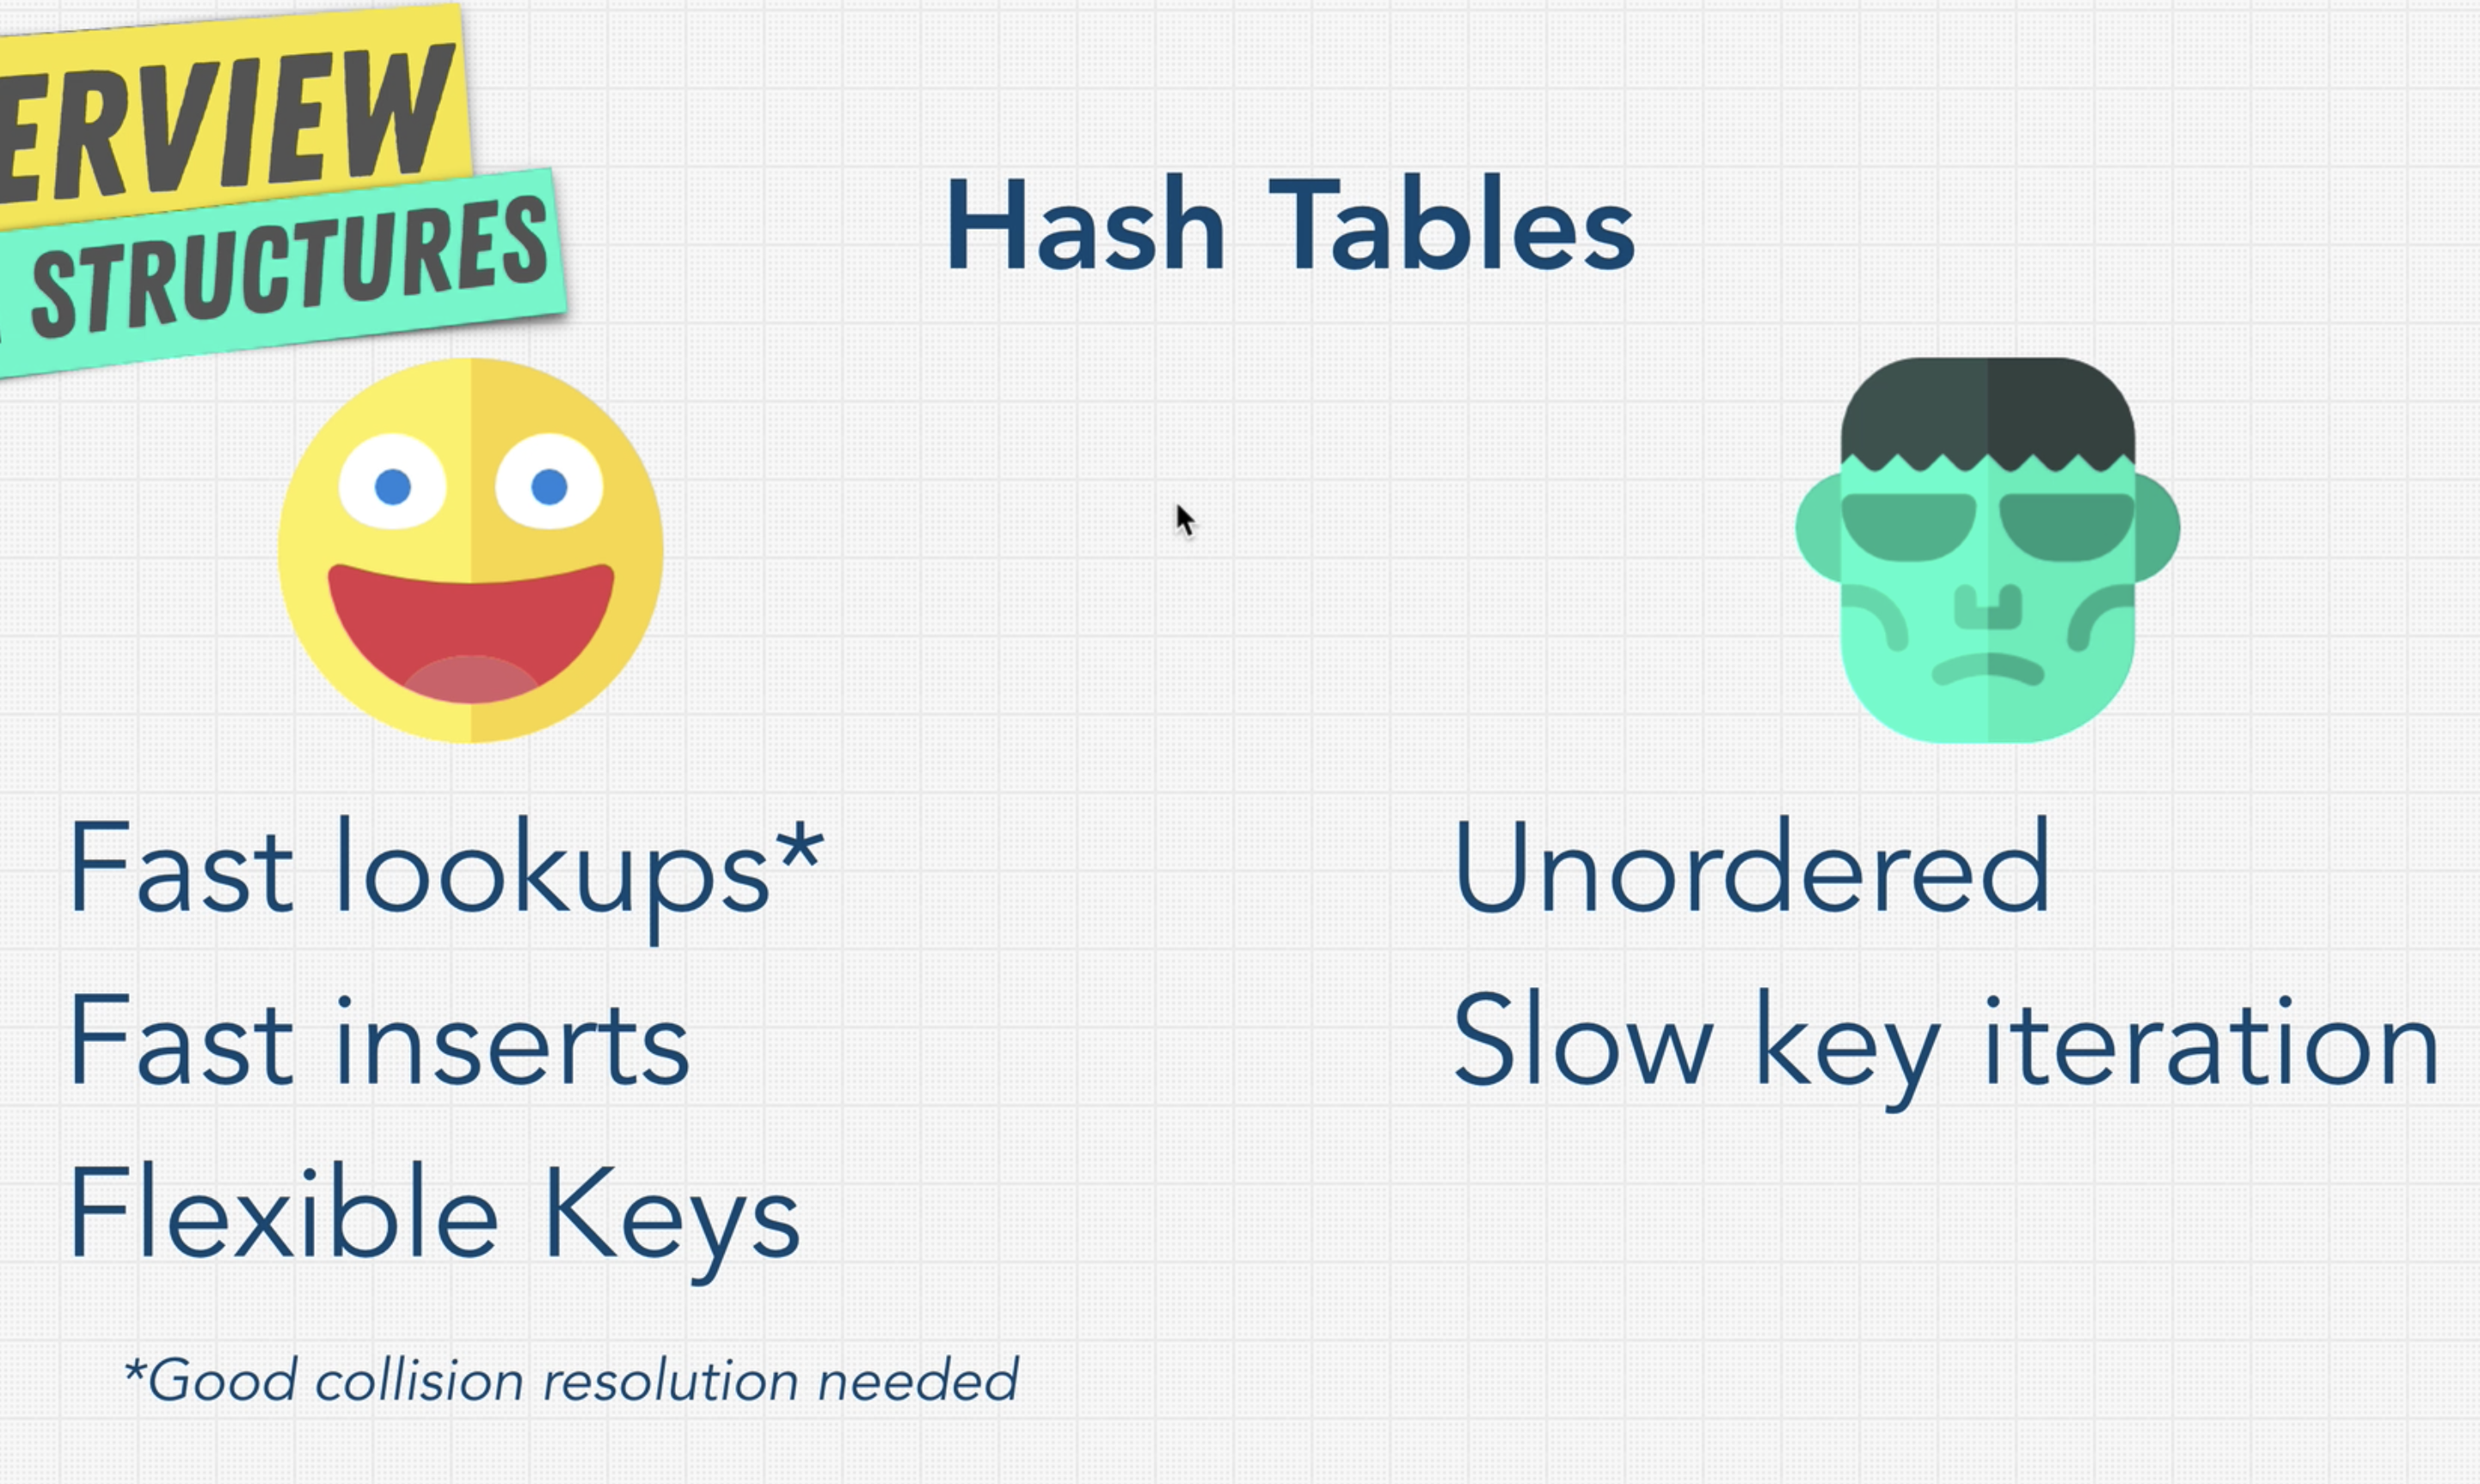 ERVIEW
STRUCTURES
Hash Tables
Fast lookups*
Fast inserts
Flexible Keys
*Good collision resolution needed
Unordered
Slow key iteration